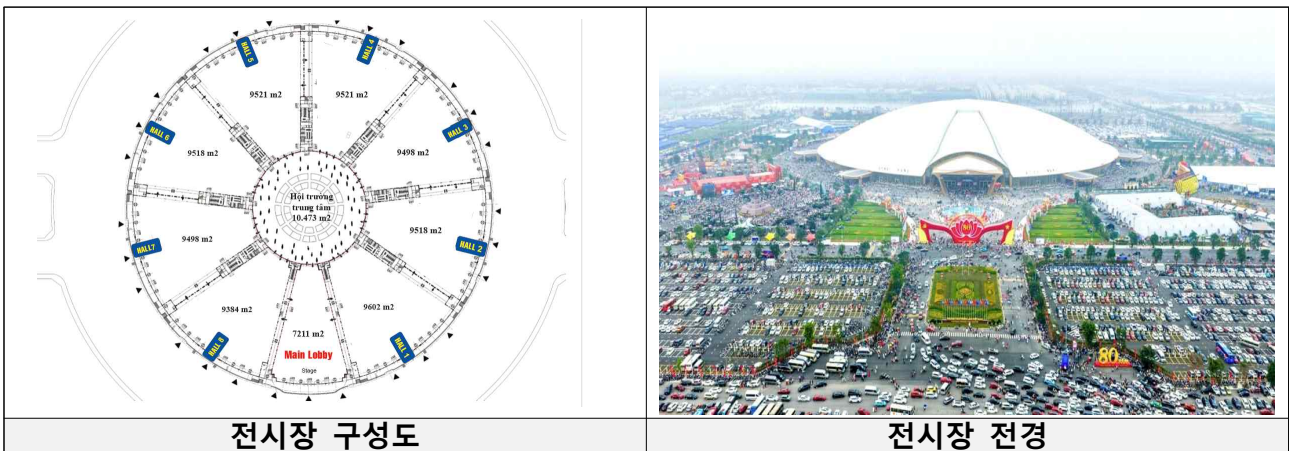 HALL 5
HALL 4
9521 m2
9521 m2
HALL 6
HALL 3
9518 m2
9498 m2
Hội trường
trung tâm
10.473 m2
9498 m2
9518 m2
HALL7
HALL 2
9384 m2
9602 m2
7211 m2
Main Lobby
HALL 8
HALL 1
Stage
80
전시장 구성도
전시장 전경